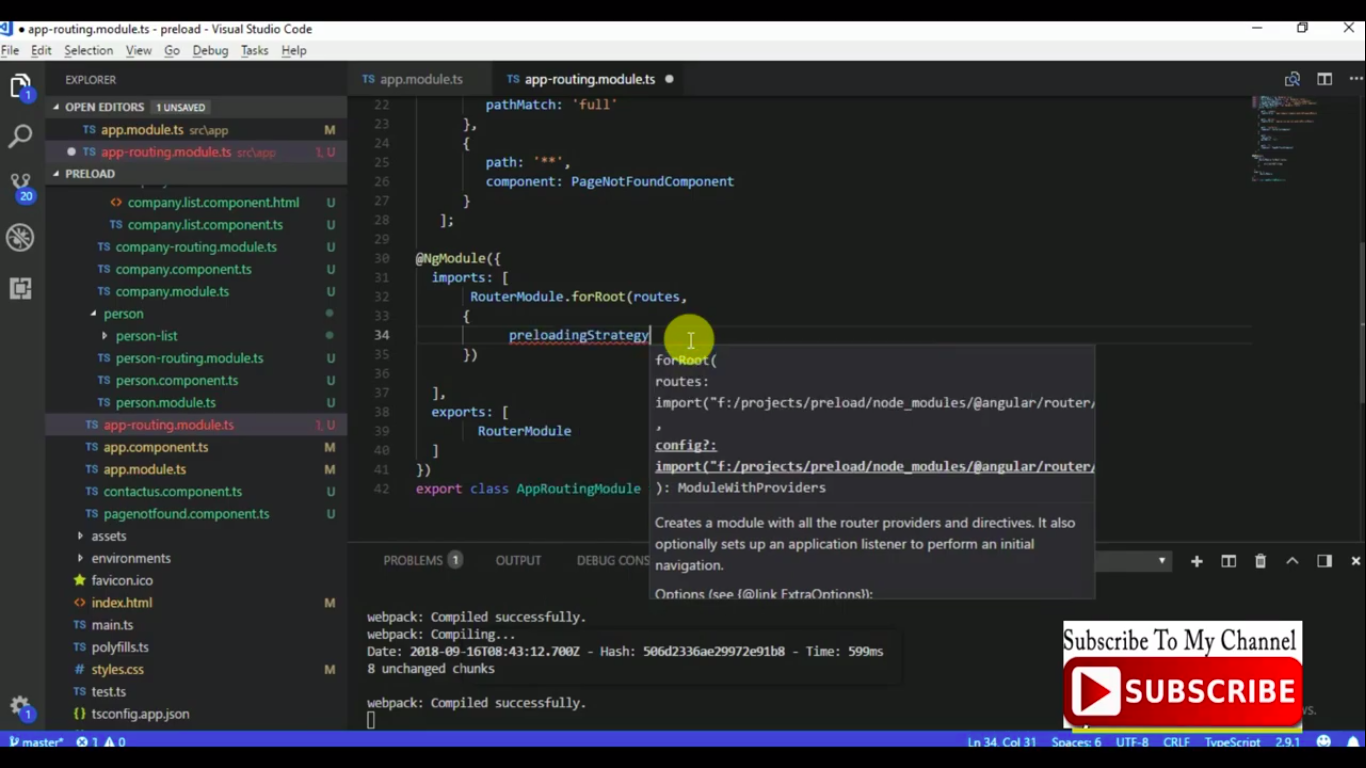 app-routing.module.ts - preload - Visual Studio Code
File Edit Selection View Go Debug Tasks Help
EXPLORER
OPEN EDITORS 1 UNSAVED
TS app.module.ts src\app M
TS app-routing.module.ts src\app 1, U
PRELOAD
<> company.list.component.html U
TS company.list.component.ts U
TS company-routing.module.ts U
TS company.component.ts U
TS company.module.ts U
person
person-list
TS person-routing.module.ts U
TS person.component.ts U
TS person.module.ts U
TS app-routing.module.ts 1, U
TS app.component.ts M
TS app.module.ts M
TS contactus.component.ts U
TS pagenotfound.component.ts U
assets
environments
favicon.ico
<> index.html M
TS main.ts
TS polyfills.ts
# styles.css M
TS test.ts
{} tsconfig.app.json
1
20
1
TS app.module.ts TS app-routing.module.ts
22 pathMatch: 'full'
23 },
24 {
25 path: '**',
26 component: PageNotFoundComponent
27 }
28 ];
29
30 @NgModule({
31 imports: [
32 RouterModule.forRoot(routes,
33 {
34 preloadingStrategy
35 })
36
37 ],
38 exports: [
39 RouterModule
40 ]
41 })
42 export class AppRoutingModule
forRoot(
routes:
import("f:/projects/preload/node_modules/@angular/router/
,
config?:
import("f:/projects/preload/node_modules/@angular/router/
): ModuleWithProviders
Creates a module with all the router providers and directives. It also
optionally sets up an application listener to perform an initial
navigation.
Options (see {@link ExtraOptions}):
PROBLEMS 1 OUTPUT DEBUG CONS
webpack: Compiled successfully.
webpack: Compiling...
Date: 2018-09-16T08:43:12.700Z - Hash: 506d2336ae29972e91b8 - Time: 599ms
8 unchanged chunks
webpack: Compiled successfully.
Subscribe To My Channel
SUBSCRIBE
master* 1 0 Ln 34, Col 31 Spaces: 6 UTF-8 CRLF TypeScript 2.9.1